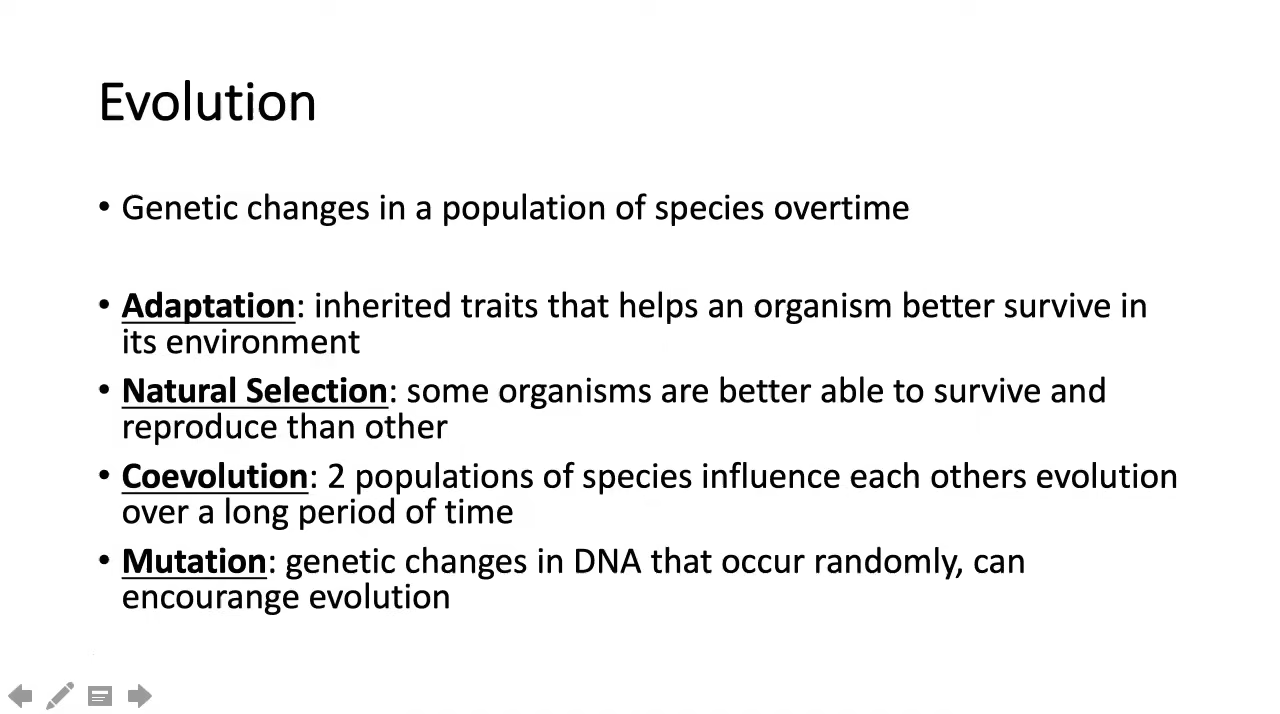 Evolution
• Genetic changes in a population of species overtime
• Adaptation: inherited traits that helps an organism better survive in
its environment
• Natural Selection: some organisms are better able to survive and
reproduce than other
• Coevolution: 2 populations of species influence each others evolution
over a long period of time
• Mutation: genetic changes in DNA that occur randomly, can
encourange evolution